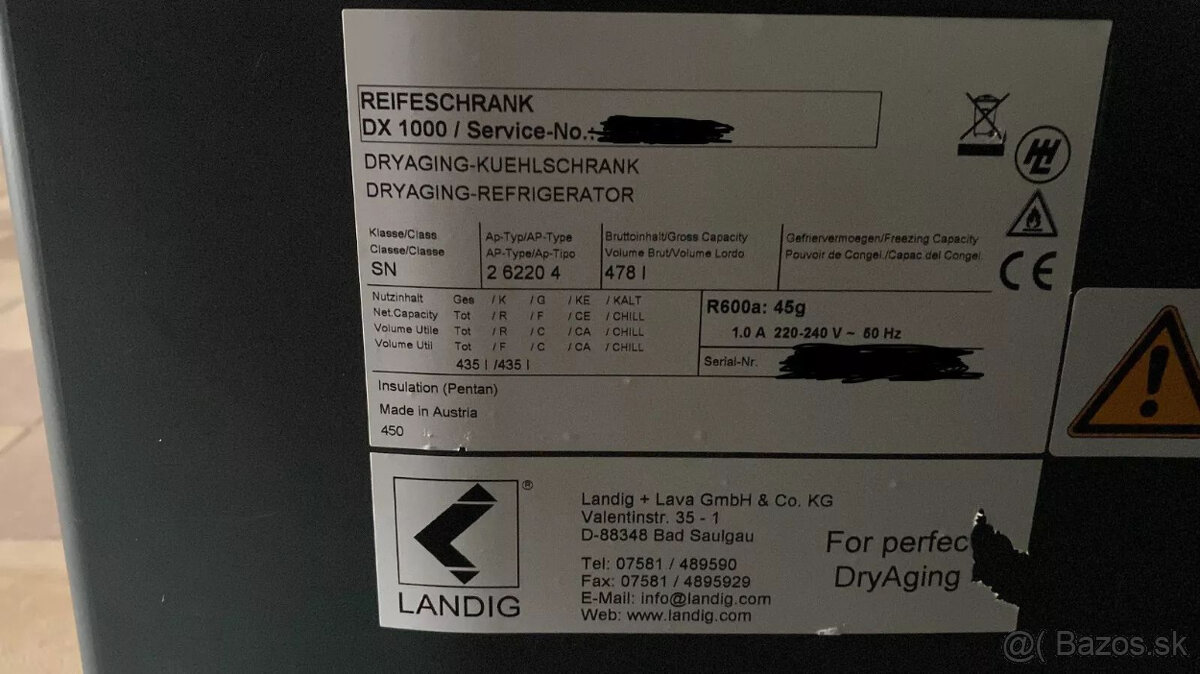 REIFESCHRANK
DX 1000 / Service-No.:
DRYAGING-KUEHLSCHRANK
DRYAGING-REFRIGERATOR
Klasse/Class
Classe/Classe
SN
Ap-Typ/AP-Type
AP-Type/Ap-Tipo
2 6220 4
Bruttoinhalt/Gross Capacity
Volume Brut/Volume Lordo
478 l
Gefriervermoegen/Freezing Capacity
Pouvoir de Congel./Capac.del Congel.
Nutzinhalt Ges / K / G / KE / KALT
Net.Capacity Tot / R / F / CE / CHILL
Volume Utile Tot / R / C / CA / CHILL
Volume Util Tot / F / C / CA / CHILL
435 l /435 l
R600a: 45g
1.0 A 220-240 V ~ 50 Hz
Serial-Nr.
Insulation (Pentan)
Made in Austria
450
CE
LANDIG
®
Landig + Lava GmbH & Co. KG
Valentinstr. 35 - 1
D-88348 Bad Saulgau
Tel: 07581 / 489590
Fax: 07581 / 4895929
E-Mail: info@landig.com
Web: www.landig.com
For perfec
DryAging
@( Bazos.sk